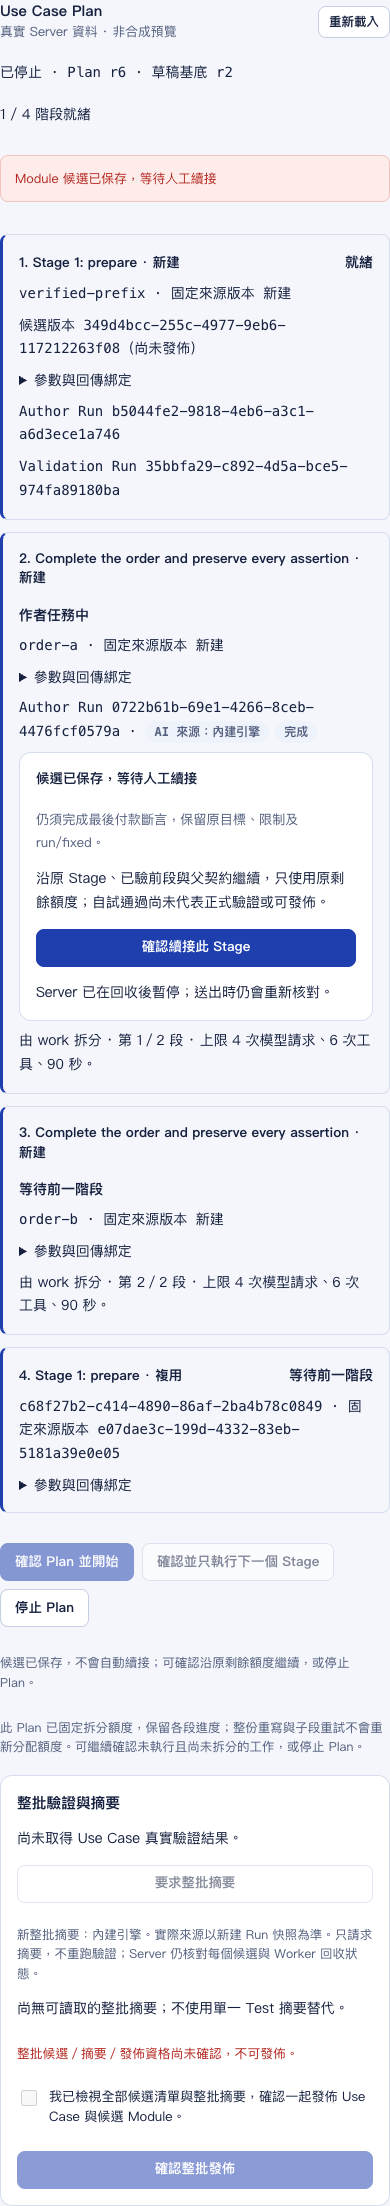 Use Case Plan
真實 Server 資料 · 非合成預覽
重新載入
已停止 · Plan r6 · 草稿基底 r2
1 / 4 階段就緒
Module 候選已保存，等待人工續接
1. Stage 1: prepare · 新建
就緒
verified-prefix · 固定來源版本 新建
候選版本 349d4bcc-255c-4977-9eb6-
117212263f08（尚未發佈）
▶ 參數與回傳綁定
Author Run b5044fe2-9818-4eb6-a3c1-
a6d3ece1a746
Validation Run 35bbfa29-c892-4d5a-bce5-
974fa89180ba
2. Complete the order and preserve every assertion ·
新建
作者任務中
order-a · 固定來源版本 新建
▶ 參數與回傳綁定
Author Run 0722b61b-69e1-4266-8ceb-
4476fcf0579a · AI 來源：內建引擎 完成
候選已保存，等待人工續接
仍須完成最後付款斷言，保留原目標、限制及
run/fixed。
沿原 Stage、已驗前段與父契約繼續，只使用原剩
餘額度；自試通過尚未代表正式驗證或可發佈。
確認續接此 Stage
Server 已在回收後暫停；送出時仍會重新核對。
由 work 拆分 · 第 1 / 2 段 · 上限 4 次模型請求、6 次工
具、90 秒。
3. Complete the order and preserve every assertion ·
新建
等待前一階段
order-b · 固定來源版本 新建
▶ 參數與回傳綁定
由 work 拆分 · 第 2 / 2 段 · 上限 4 次模型請求、6 次
工具、90 秒。
4. Stage 1: prepare · 複用
等待前一階段
c68f27b2-c414-4890-86af-2ba4b78c0849 · 固
定來源版本 e07dae3c-199d-4332-83eb-
5181a39e0e05
▶ 參數與回傳綁定
確認 Plan 並開始
確認並只執行下一個 Stage
停止 Plan
候選已保存，不會自動續接；可確認沿原剩餘額度繼續，或停止
Plan。
此 Plan 已固定拆分額度，保留各段進度；整份重寫與子段重試不會重
新分配額度。可繼續確認未執行且尚未拆分的工作，或停止 Plan。
整批驗證與摘要
尚未取得 Use Case 真實驗證結果。
要求整批摘要
新整批摘要：內建引擎。實際來源以新建 Run 快照為準。只請求
摘要，不重跑驗證；Server 仍核對每個候選與 Worker 回收狀
態。
尚無可讀取的整批摘要；不使用單一 Test 摘要替代。
整批候選 / 摘要 / 發佈資格尚未確認，不可發佈。
我已檢視全部候選清單與整批摘要，確認一起發佈 Use
Case 與候選 Module。
確認整批發佈